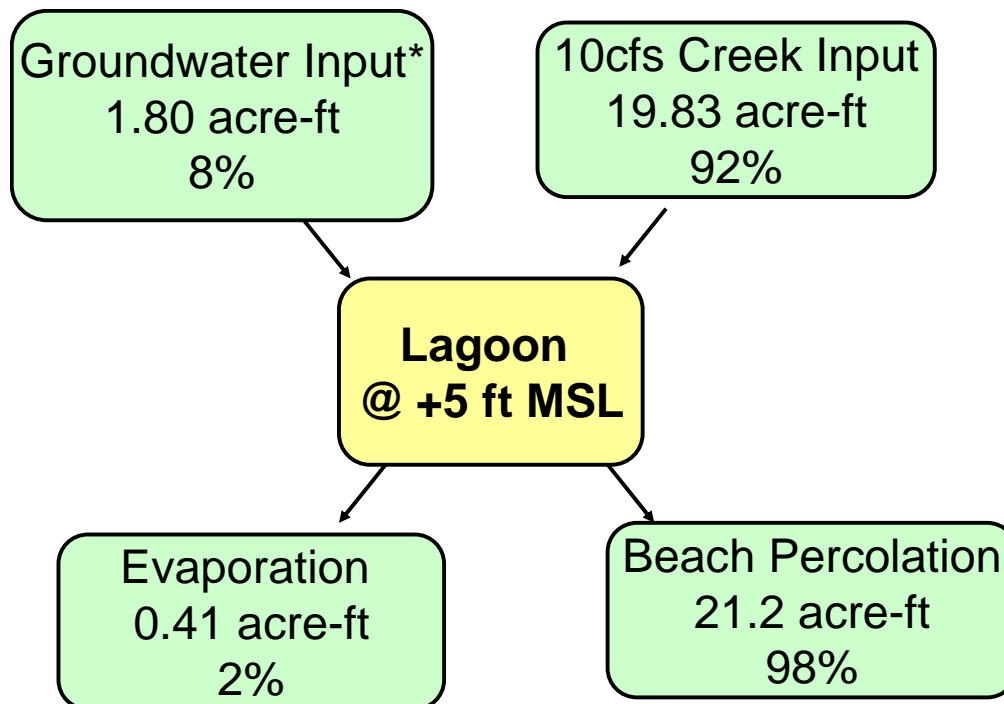 Groundwater Input*
1.80 acre-ft
8%
10cfs Creek Input
19.83 acre-ft
92%
Lagoon
@ +5 ft MSL
Evaporation
0.41 acre-ft
2%
Beach Percolation
21.2 acre-ft
98%